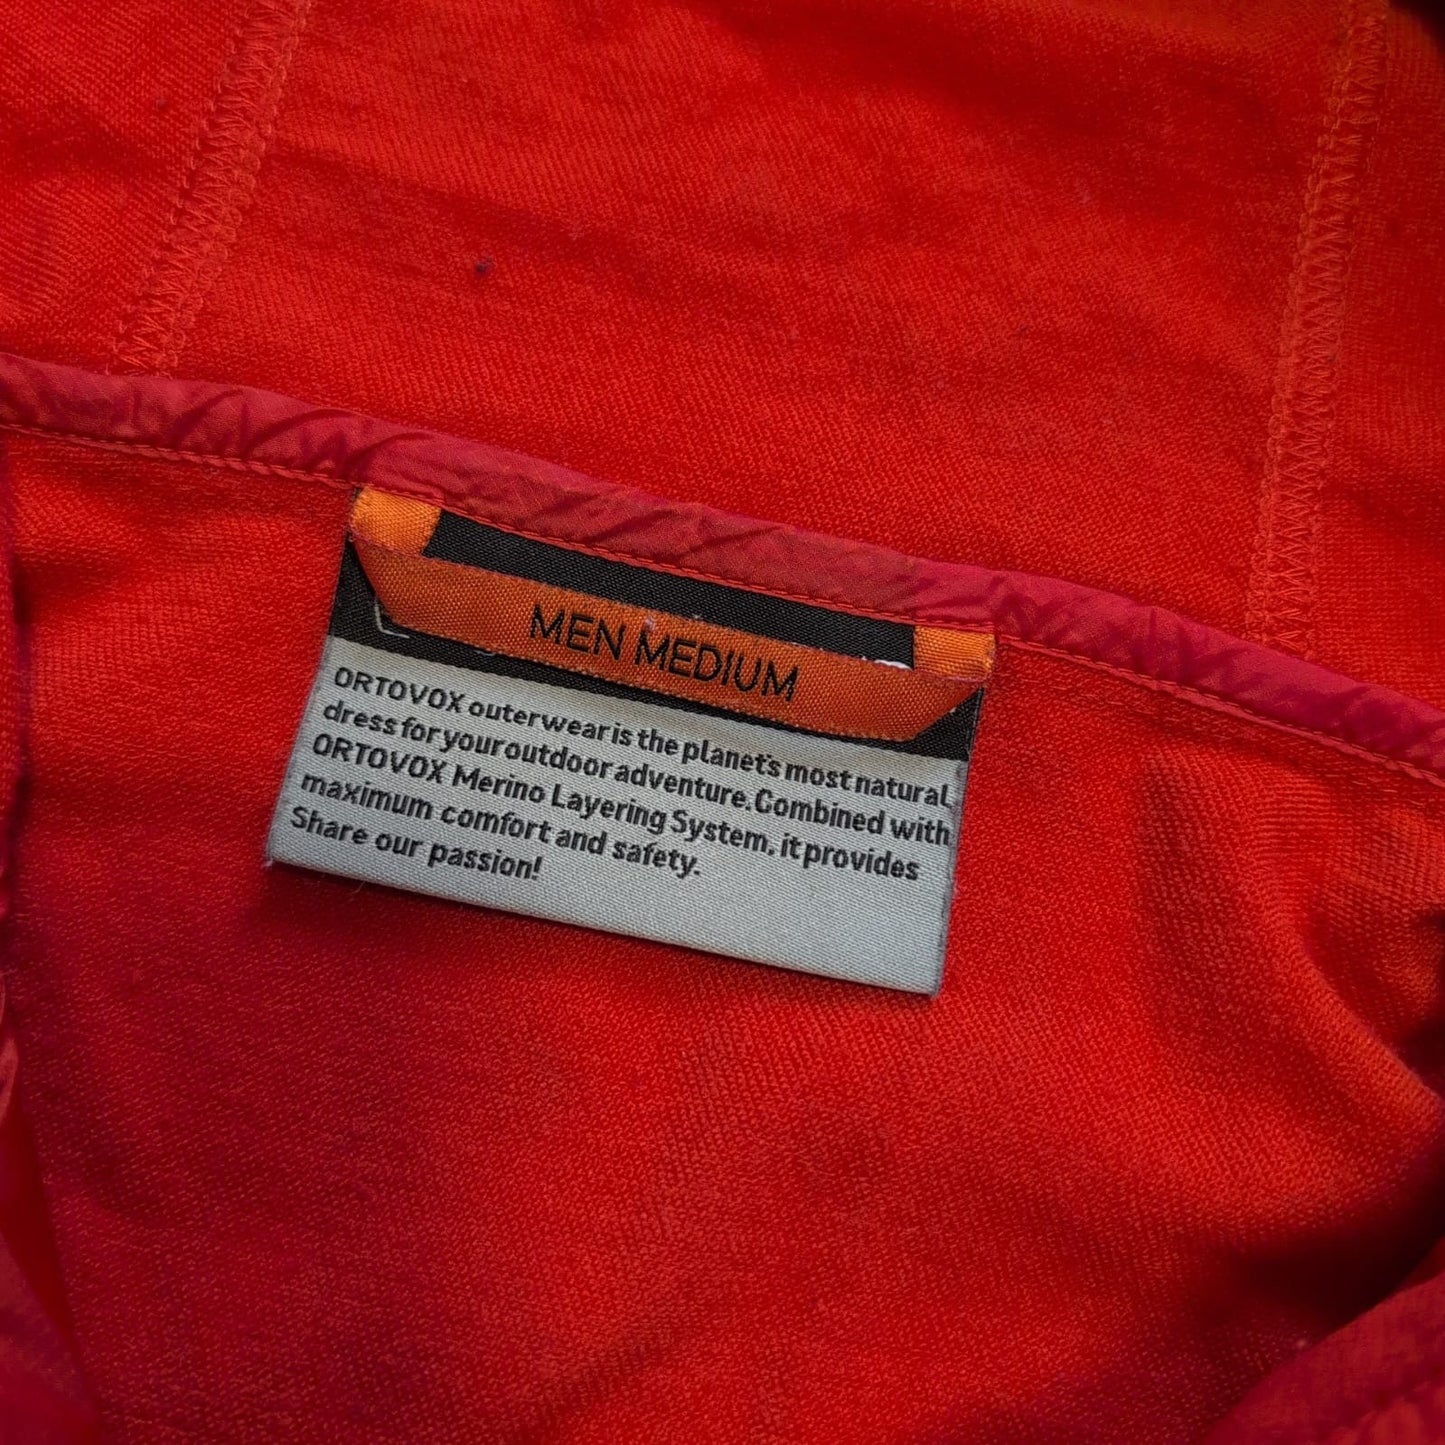 MEN MEDIUM
ORTOVOX outerwear is the planet's most natural
dress for your outdoor adventure. Combined with
ORTOVOX Merino Layering System, it provides
maximum comfort and safety.
Share our passion!